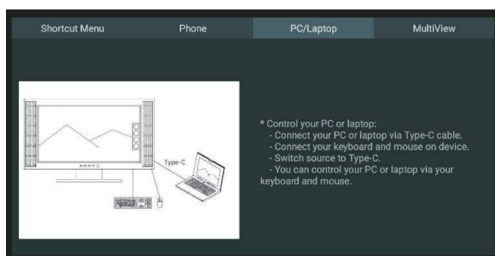 Shortcut Menu
Phone
PC/Laptop
MultiView
Type-C
* Control your PC or laptop:
- Connect your PC or laptop via Type-C cable.
- Connect your keyboard and mouse on device.
- Switch source to Type-C.
- You can control your PC or laptop via your
keyboard and mouse.